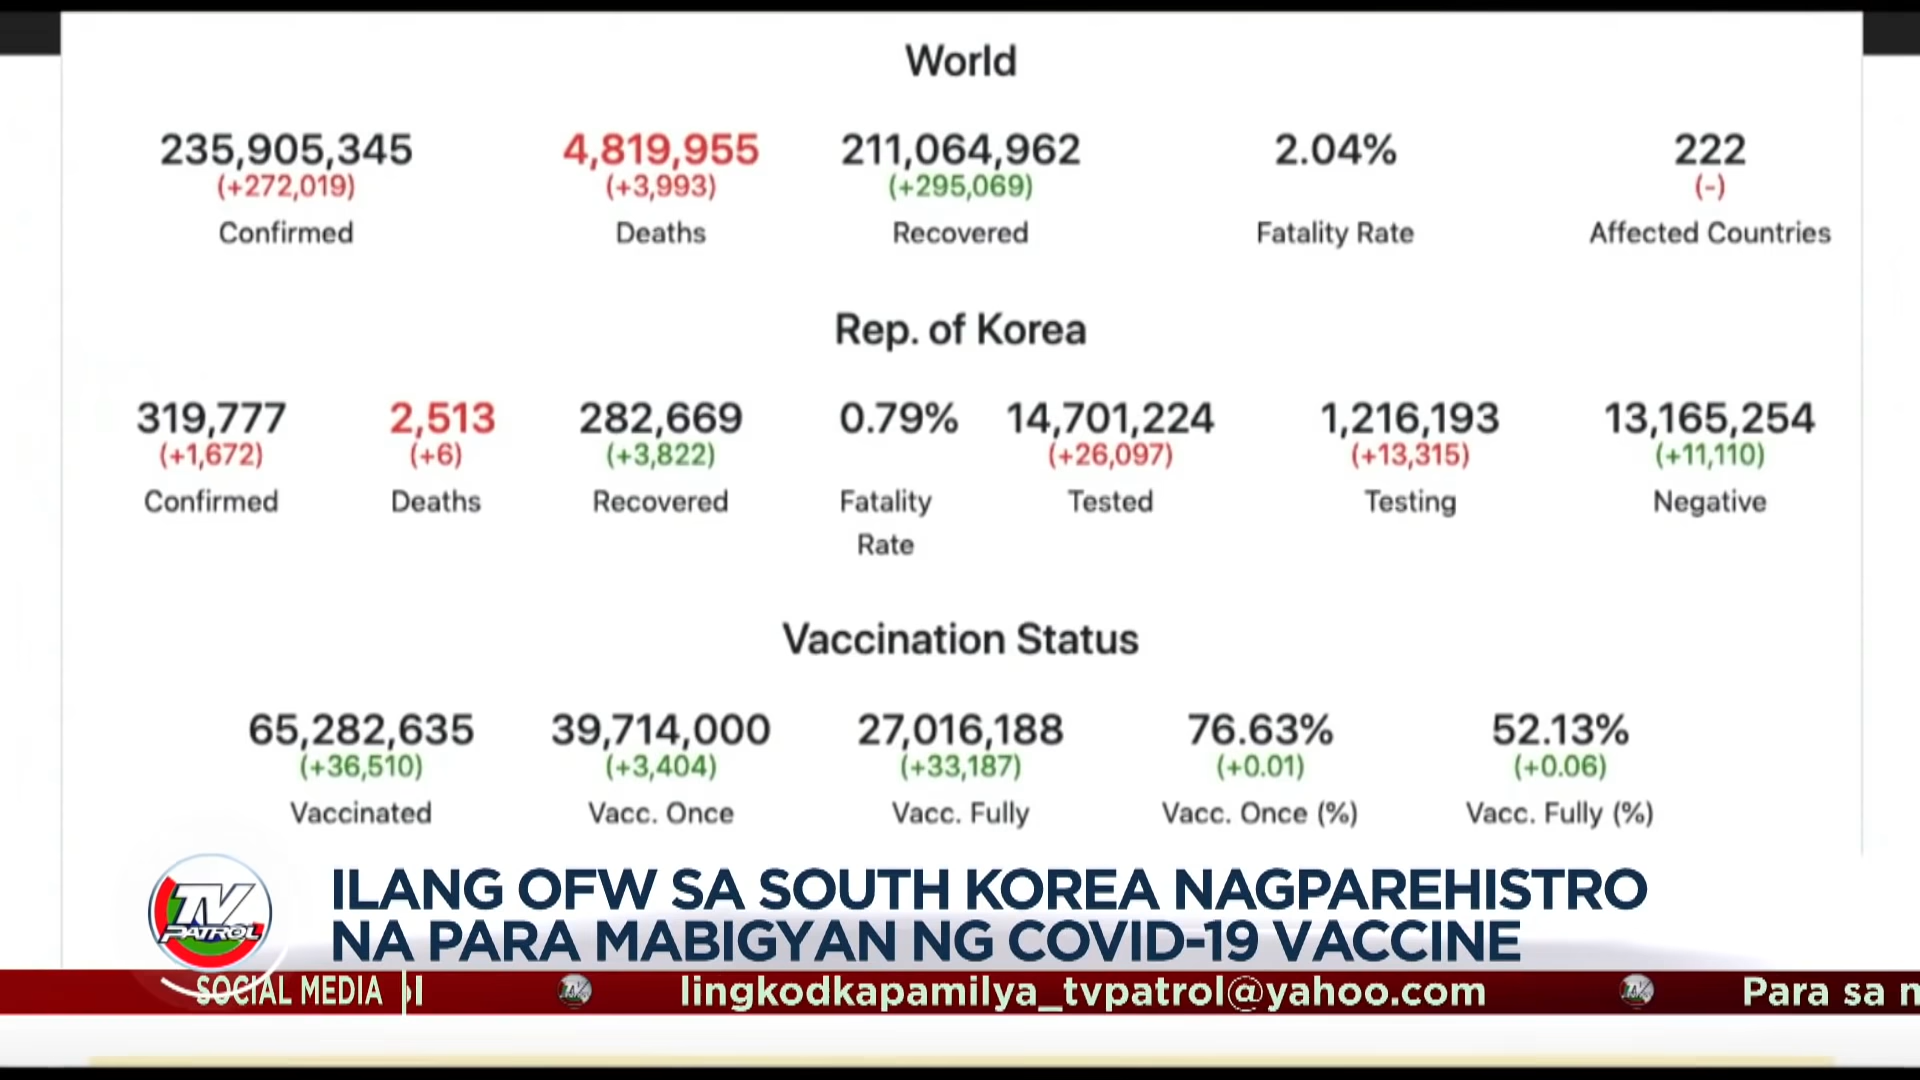 World
235,905,345 4,819,955 211,064,962 2.04% 222
(+272,019) (+3,993) (+295,069) (-)
Confirmed Deaths Recovered Fatality Rate Affected Countries
Rep. of Korea
319,777 2,513 282,669 0.79% 14,701,224 1,216,193 13,165,254
(+1,672) (+6) (+3,822) (+26,097) (+13,315) (+11,110)
Confirmed Deaths Recovered Fatality Tested Testing Negative
Rate
Vaccination Status
65,282,635 39,714,000 27,016,188 76.63% 52.13%
(+36,510) (+3,404) (+33,187) (+0.01) (+0.06)
Vaccinated Vacc. Once Vacc. Fully Vacc. Once (%) Vacc. Fully (%)
TV PATROL
ILANG OFW SA SOUTH KOREA NAGPAREHISTRO
NA PARA MABIGYAN NG COVID-19 VACCINE
SOCIAL MEDIA lingkodkapamilya_tvpatrol@yahoo.com Para sa